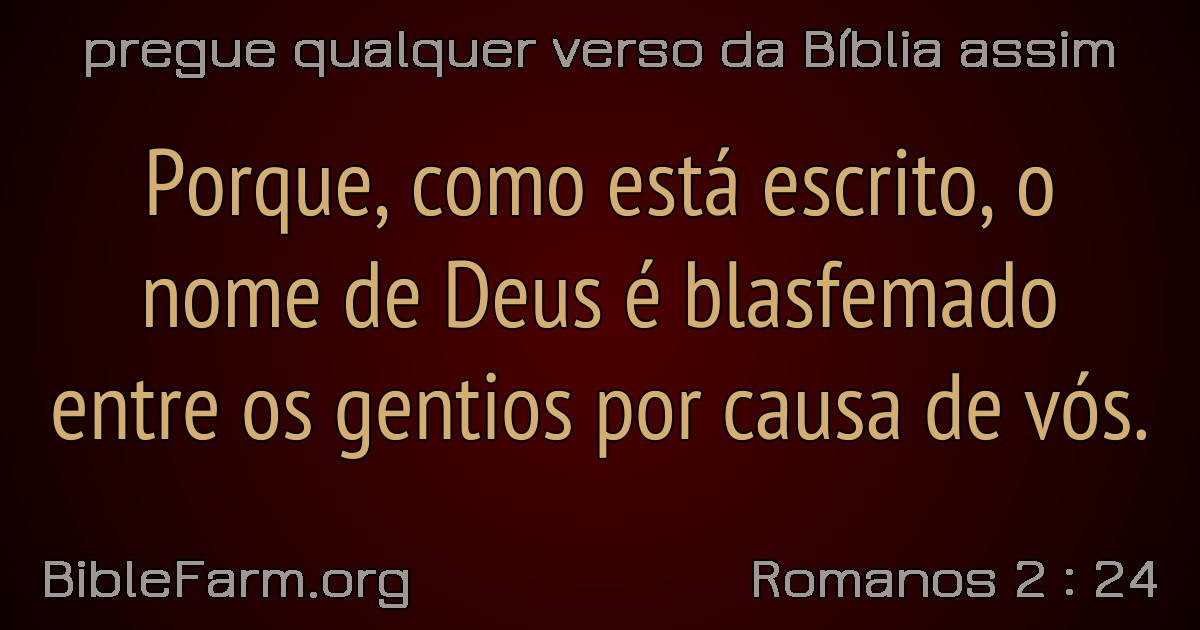 pregue qualquer verso da Bíblia assim
Porque, como está escrito, o
nome de Deus é blasfemado
entre os gentios por causa de vós.
BibleFarm.org
Romanos 2 : 24